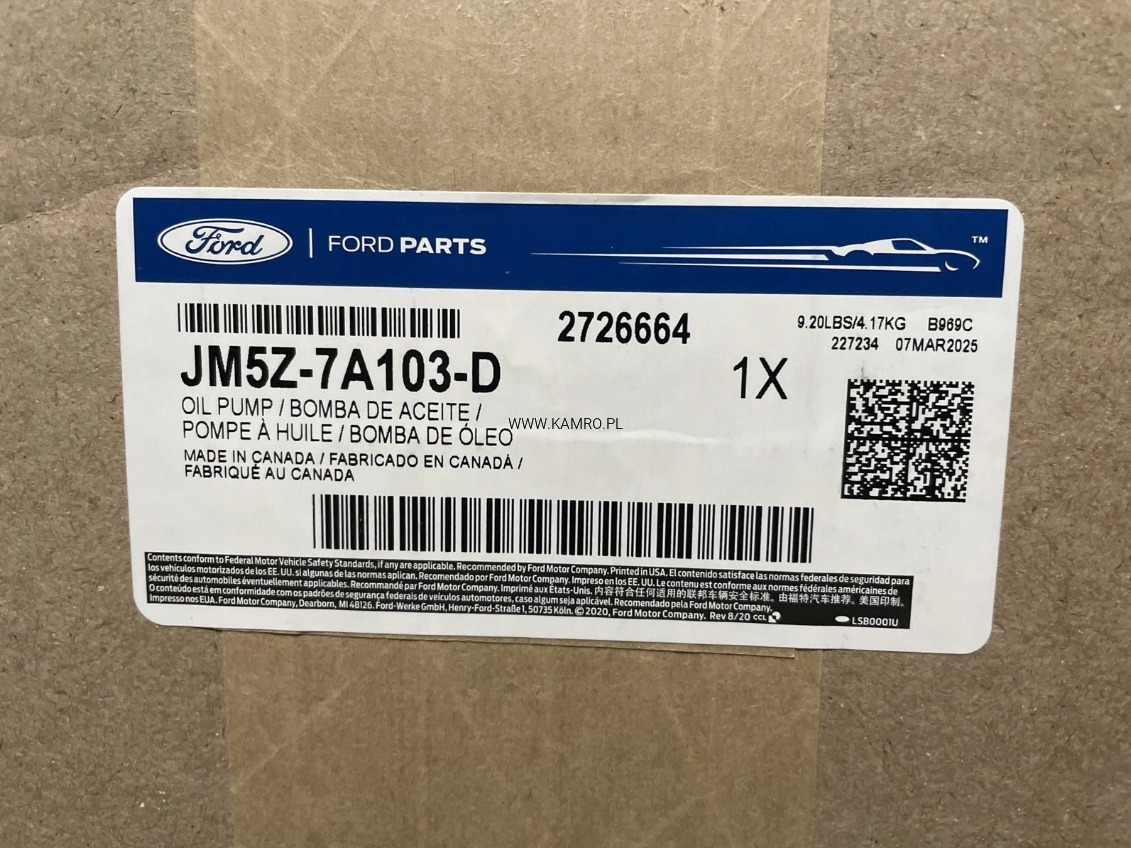 Ford | FORD PARTS
TM
2726664
9.20LBS/4.17KG B969C
227234 07MAR2025
JM5Z-7A103-D
1X
OIL PUMP / BOMBA DE ACEITE /
WWW.KAMRO.PL
POMPE À HUILE / BOMBA DE ÓLEO
MADE IN CANADA / FABRICADO EN CANADÁ /
FABRIQUÉ AU CANADA
Contents conform to Federal Motor Vehicle Safety Standards, if any are applicable. Recommended by Ford Motor Company. Printed in USA. El contenido satisface las normas federales de seguridad para
los vehículos motorizados de los EE. UU. si algunas de las normas aplican. Recomendado por Ford Motor Company. Impreso en los EE. UU. Le contenu est conforme aux normes fédérales américaines de
sécurité des automobiles éventuellement applicables. Recommandé par Ford Motor Company. Imprimé aux États-Unis. 内容符合任何适用的联邦车辆安全标准。由福特汽车推荐。美国印制。
O conteúdo está em conformidade com os padrões de segurança federais de veículos automotores, caso algum seja aplicável. Recomendado pela Ford Motor Company.
Impresso nos EUA. Ford Motor Company, Dearborn, MI 48126. Ford-Werke GmbH, Henry-Ford-Straße 1, 50735 Köln. © 2020, Ford Motor Company. Rev 8/20 CCL
LSB0001U